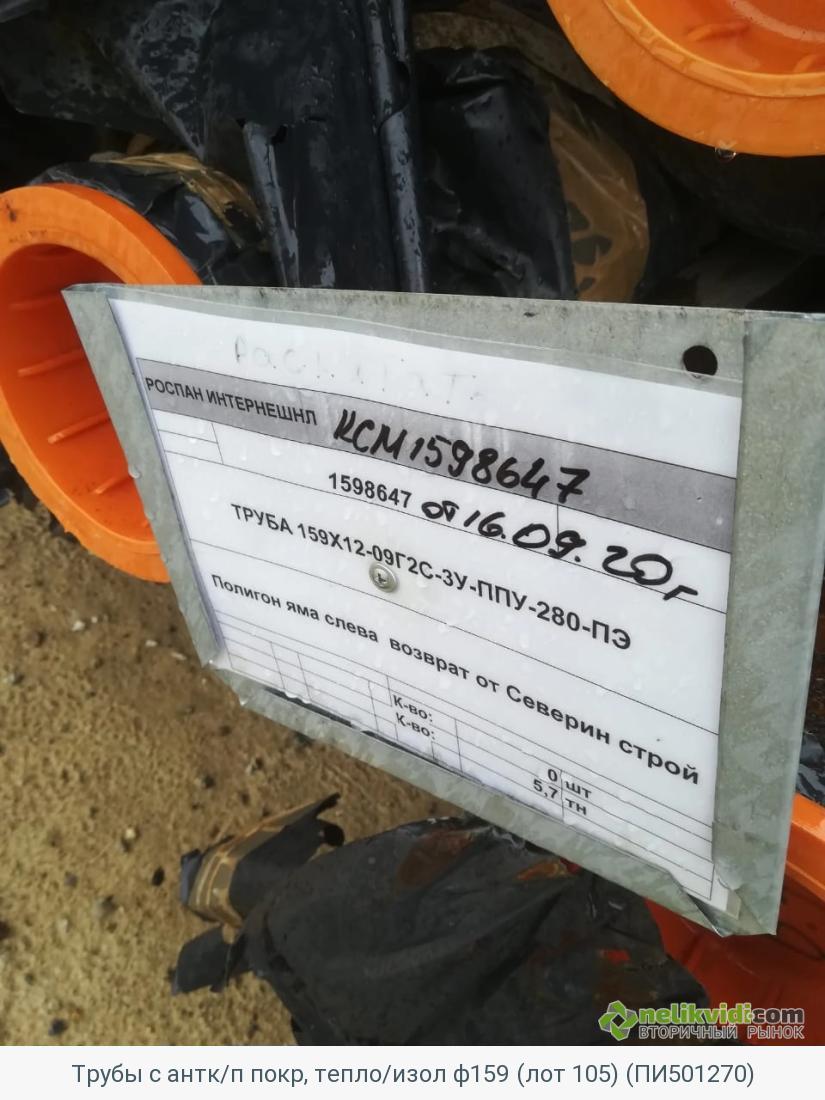 РОСПАН ИНТЕРНЕШНЛ КСМ1598647
1598647 от 16.09.20г
ТРУБА 159Х12-09Г2С-3У-ППУ-280-ПЭ
Полигон яма слева возврат от Северин строй
К-во: 0 шт
К-во: 5,7 тн
nelikvidi.com
ВТОРИЧНЫЙ РЫНОК
Трубы с антк/п покр, тепло/изол ф159 (лот 105) (ПИ501270)